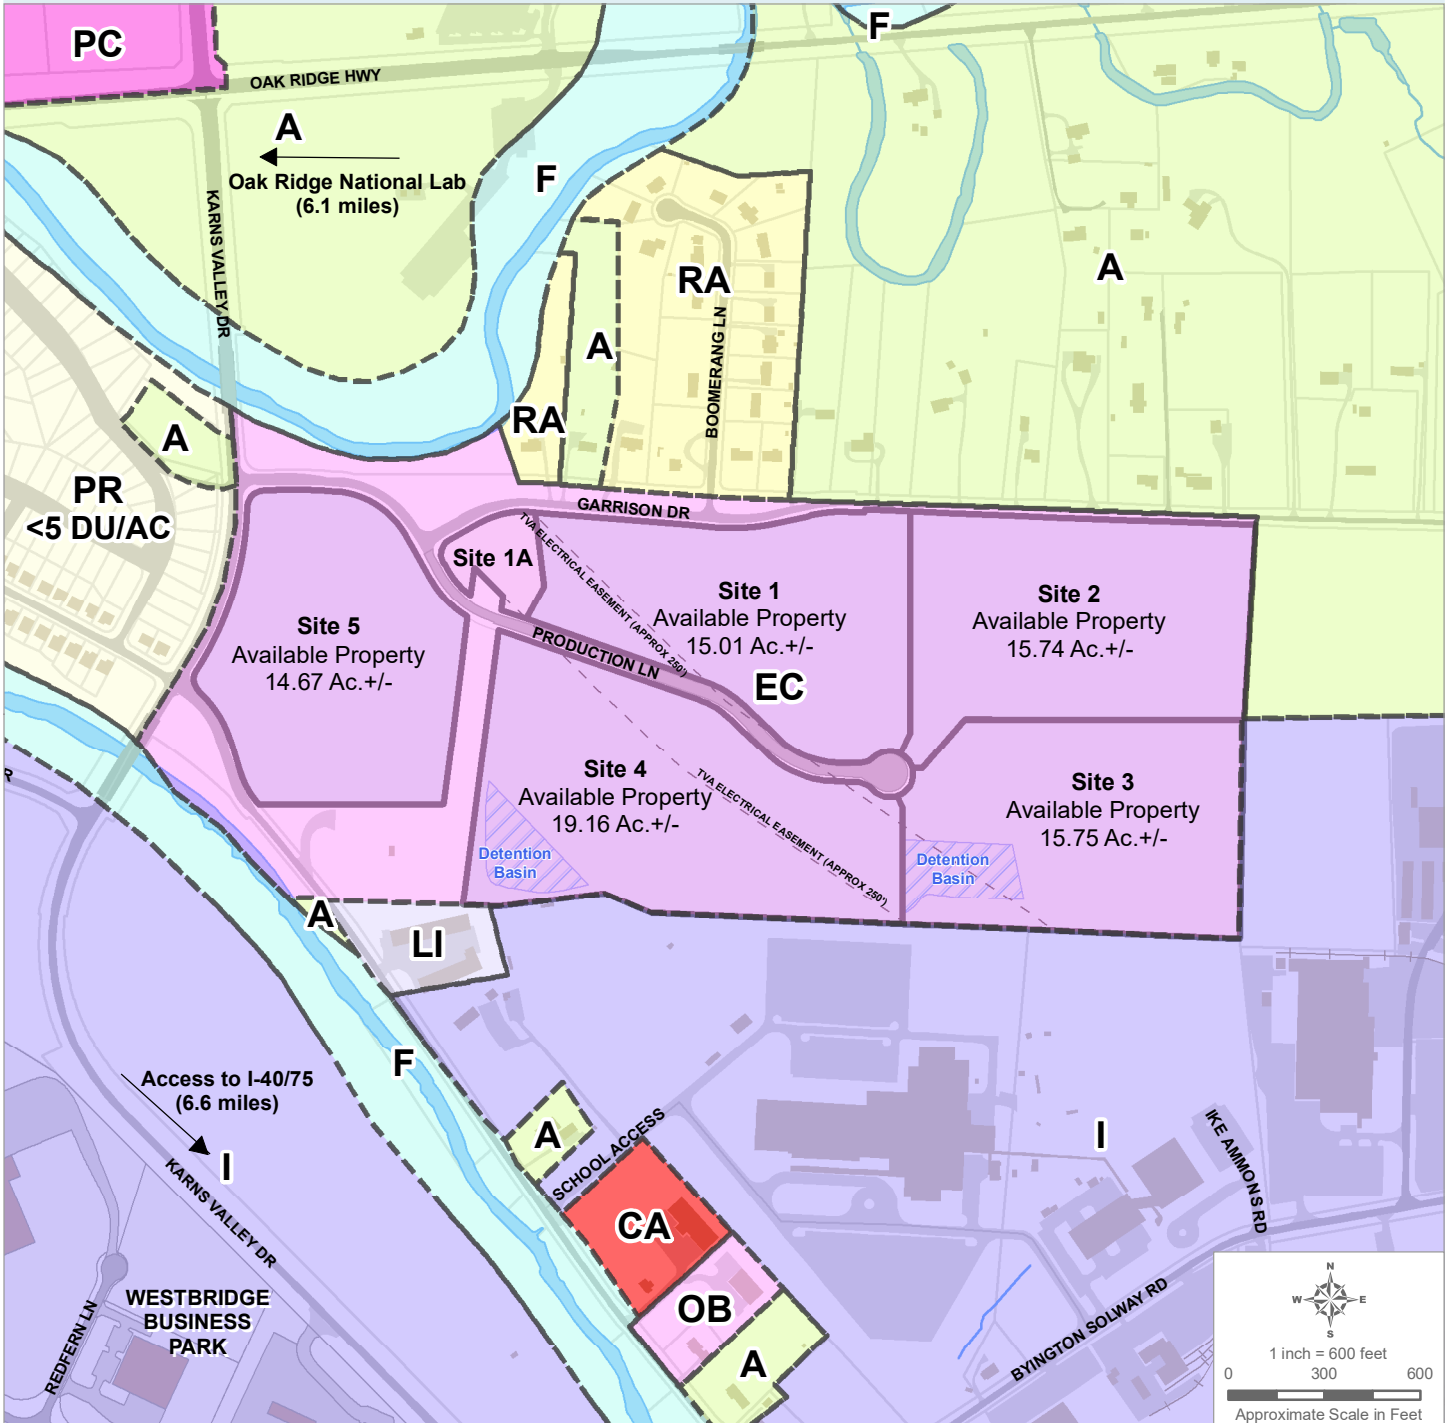 PC
F
OAK RIDGE HWY
A
Oak Ridge National Lab
(6.1 miles)
F
KARNS VALLEY DR
RA
A
A
BOOMERANG LN
RA
A
PR
<5 DU/AC
GARRISON DR
TVA ELECTRICAL EASEMENT (APPROX 250')
Site 1A
Site 1
Available Property
15.01 Ac.+/-
Site 2
Available Property
15.74 Ac.+/-
Site 5
Available Property
14.67 Ac.+/-
PRODUCTION LN
EC
Site 4
Available Property
19.16 Ac.+/-
TVA ELECTRICAL EASEMENT (APPROX 250')
Site 3
Available Property
15.75 Ac.+/-
Detention
Basin
Detention
Basin
R
A
LI
F
Access to I-40/75
(6.6 miles)
I
KARNS VALLEY DR
A
SCHOOL ACCESS
I
IKE AMMONS RD
CA
OB
A
WESTBRIDGE
BUSINESS
PARK
REDFERN LN
BYINGTON SOLWAY RD
N
W E
S
1 inch = 600 feet
0 300 600
Approximate Scale in Feet